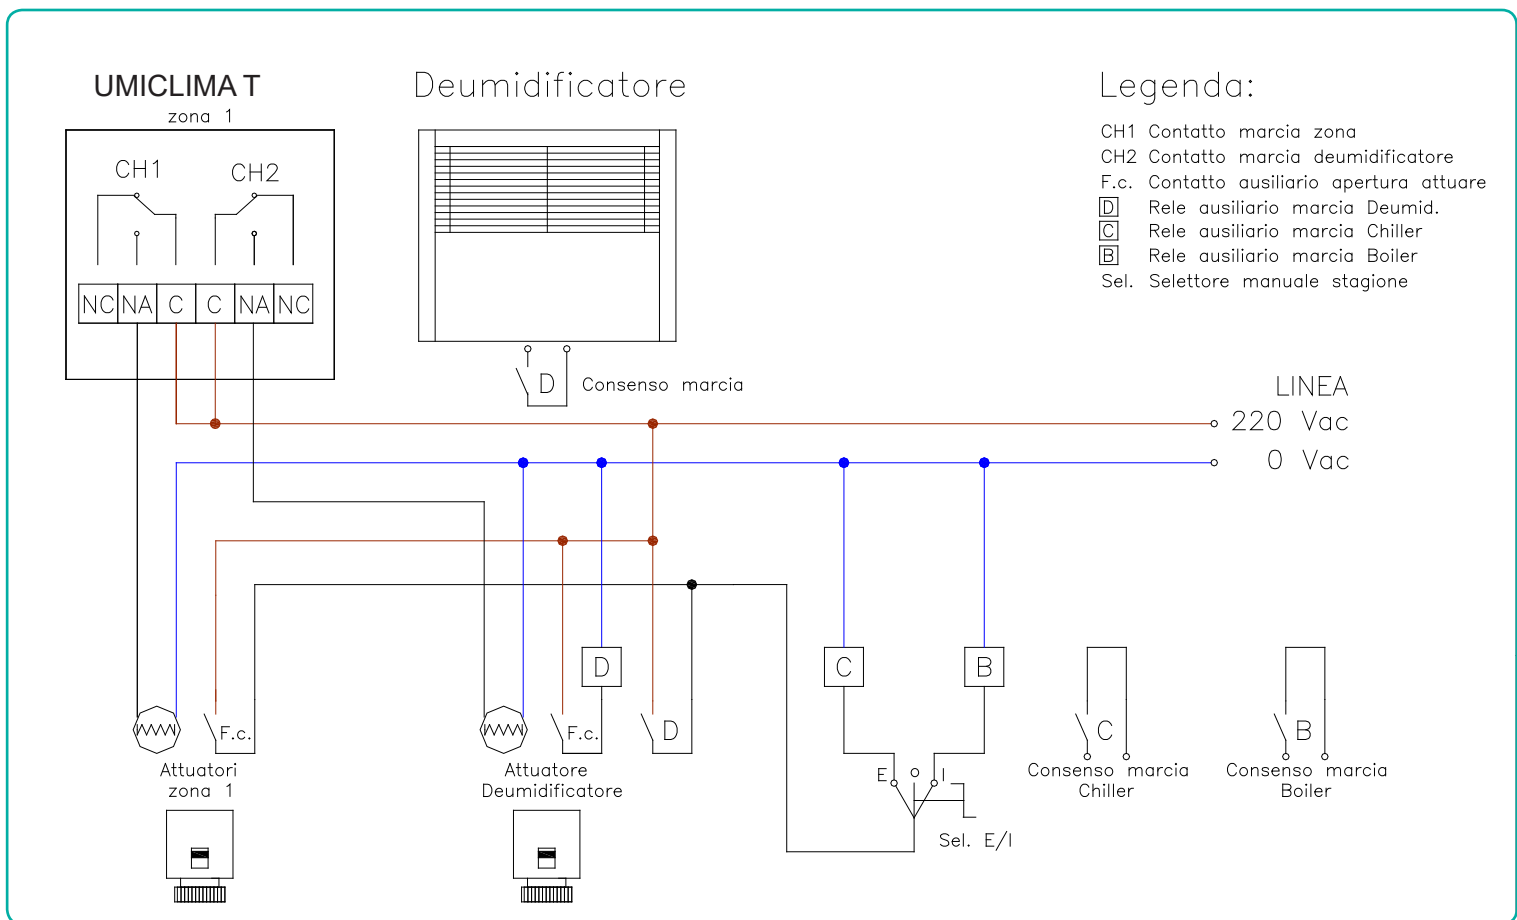 UMICLIMA T
zona 1
CH1
CH2
NC NA C C NA NC
Deumidificatore
D Consenso marcia
Legenda:
CH1 Contatto marcia zona
CH2 Contatto marcia deumidificatore
F.c. Contatto ausiliario apertura attuare
D Rele ausiliario marcia Deumid.
C Rele ausiliario marcia Chiller
B Rele ausiliario marcia Boiler
Sel. Selettore manuale stagione
LINEA
220 Vac
0 Vac
D
C
B
F.c.
F.c.
D
C
B
Attuatori
zona 1
Attuatore
Deumidificatore
E
I
Sel. E/I
Consenso marcia
Chiller
Consenso marcia
Boiler